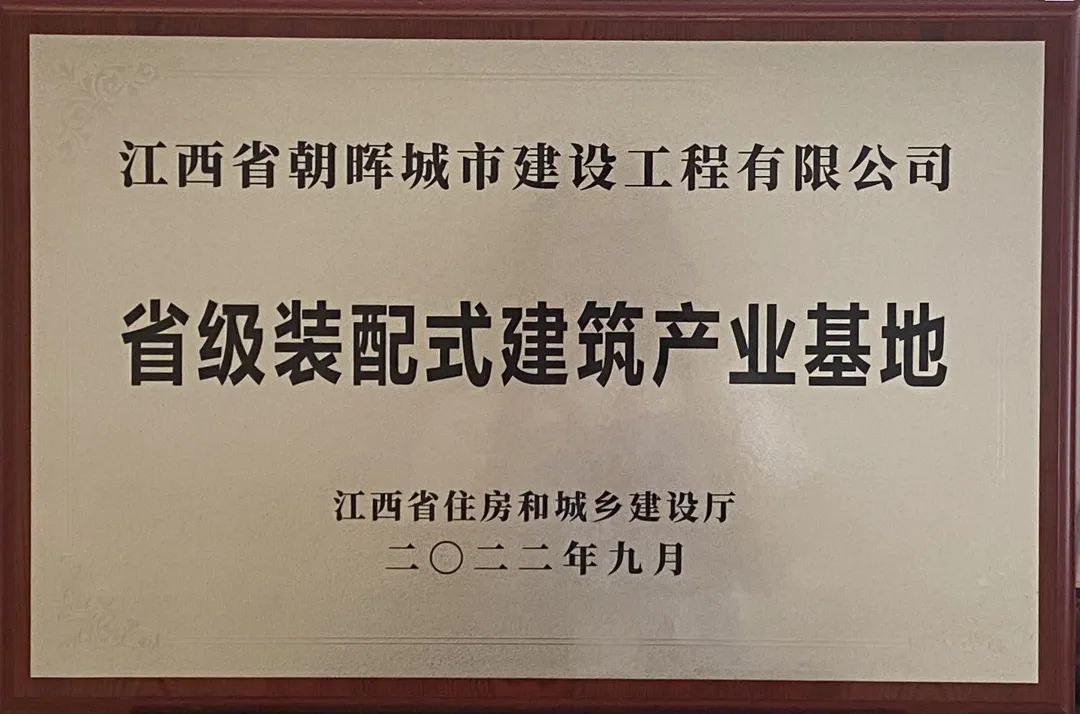 江西省朝晖城市建设工程有限公司
省级装配式建筑产业基地
江西省住房和城乡建设厅
二〇二二年九月